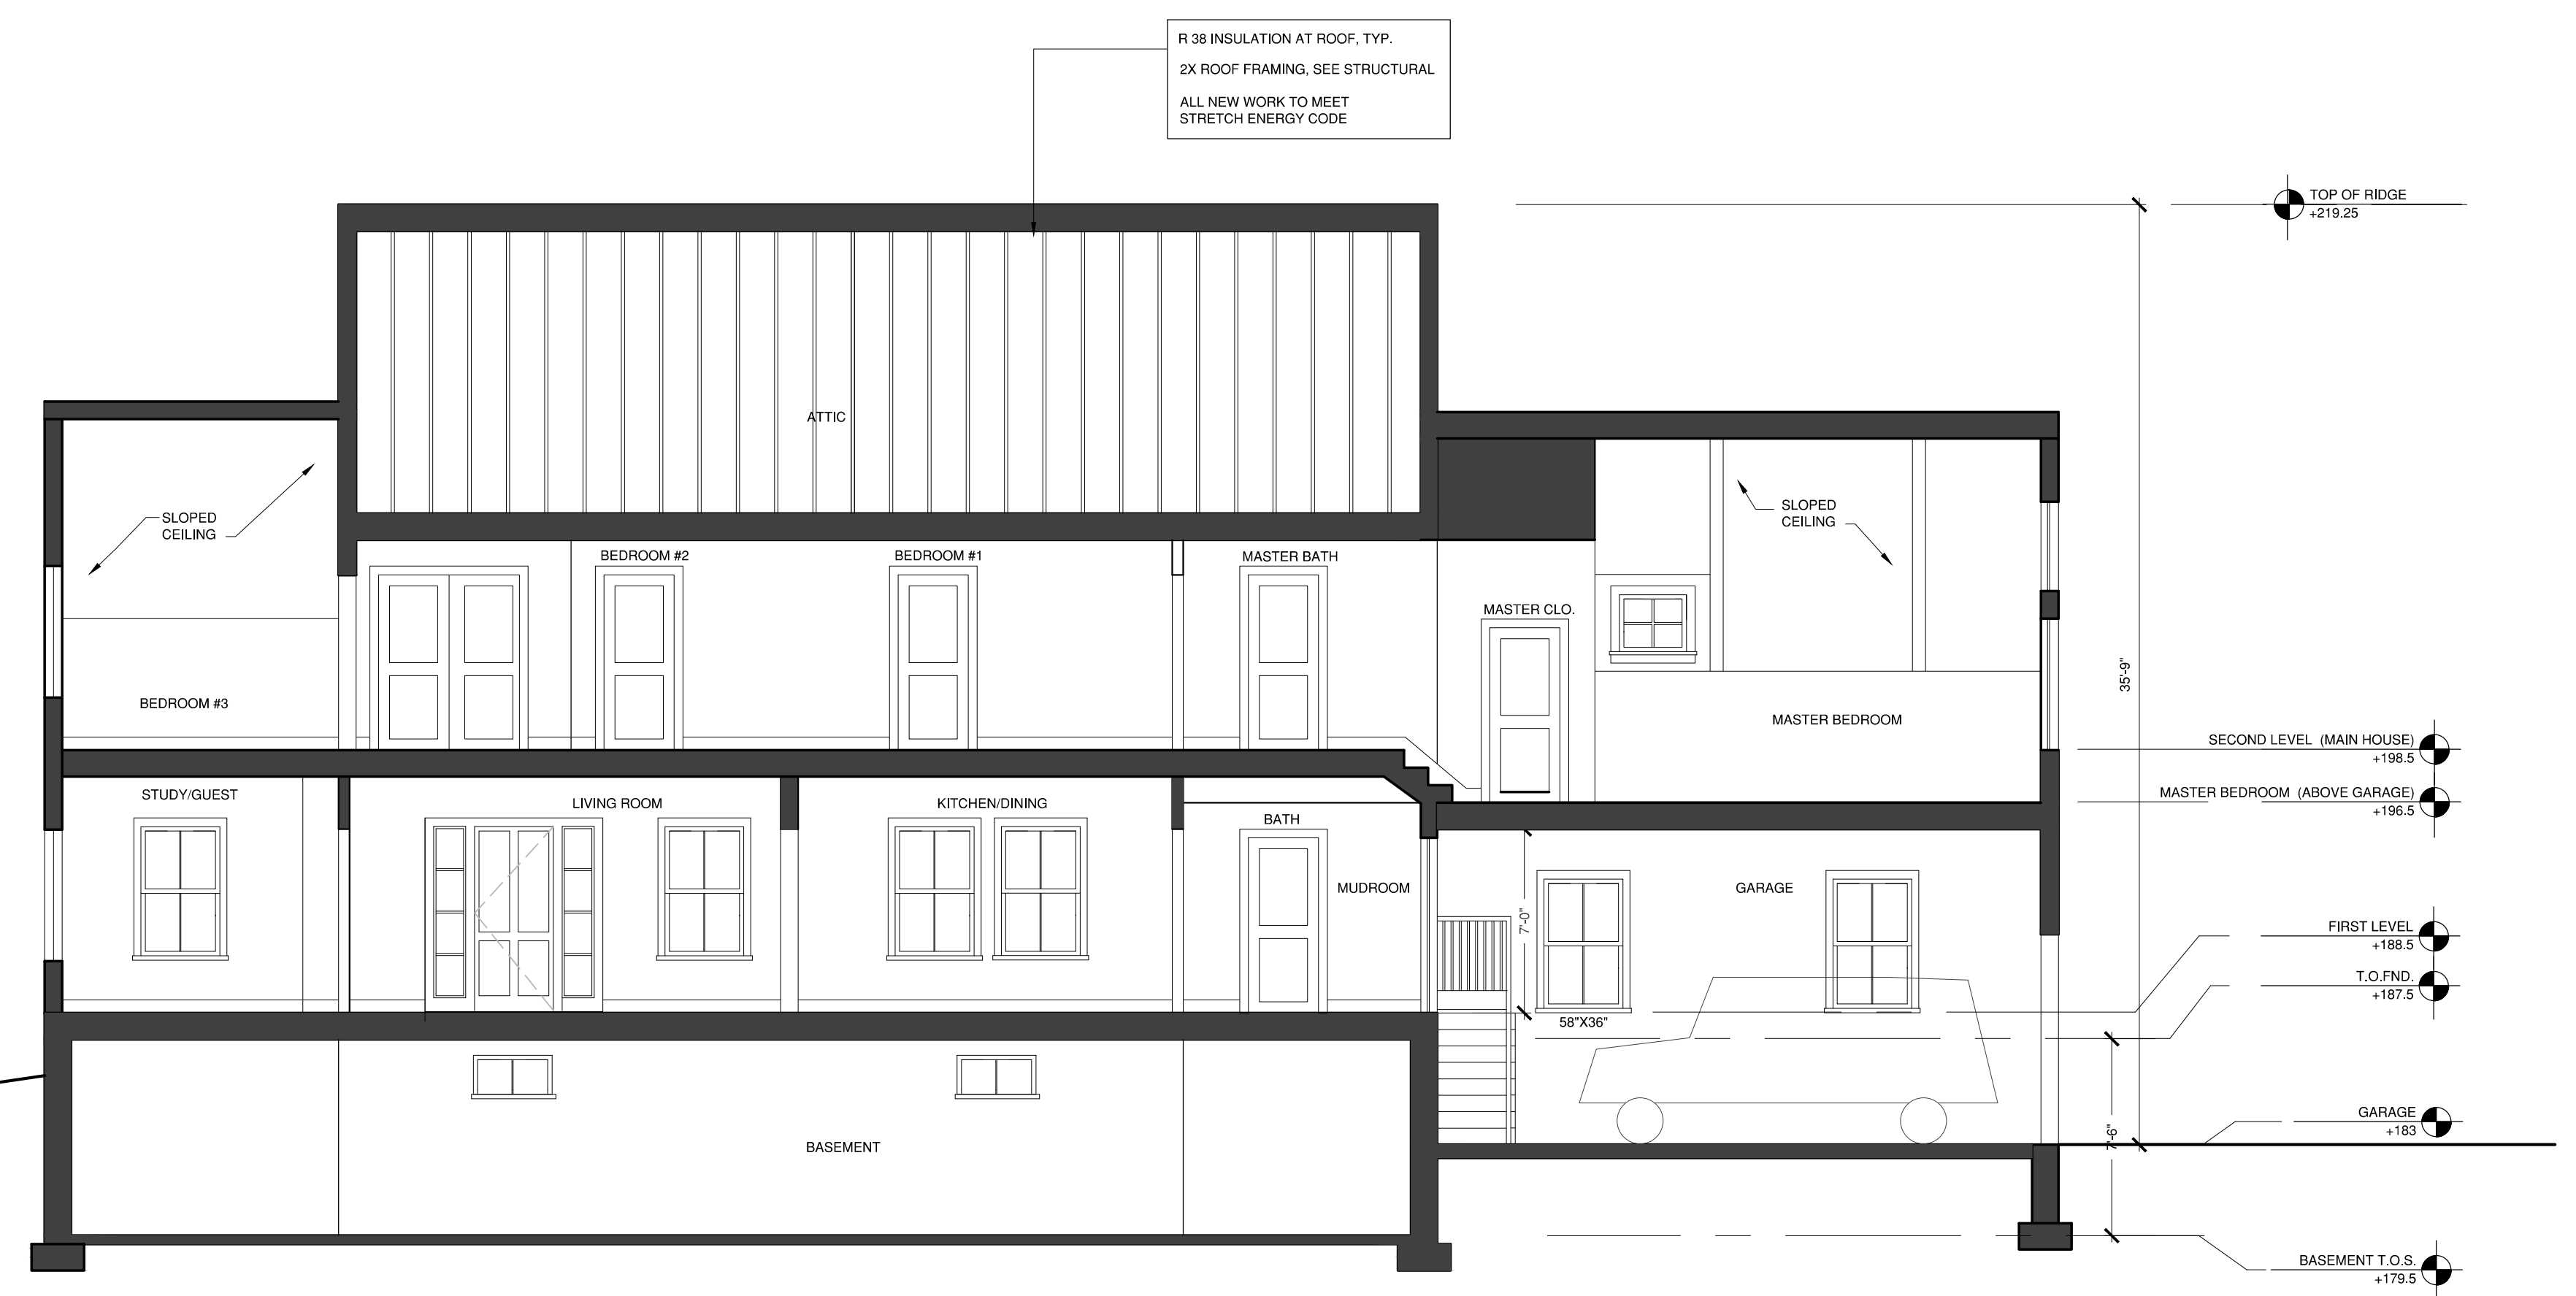 R 38 INSULATION AT ROOF, TYP.
2X ROOF FRAMING, SEE STRUCTURAL
ALL NEW WORK TO MEET
STRETCH ENERGY CODE
TOP OF RIDGE
+219.25
ATTIC
SLOPED
CEILING
SLOPED
CEILING
BEDROOM #2
BEDROOM #1
MASTER BATH
MASTER CLO.
BEDROOM #3
MASTER BEDROOM
35'-9"
SECOND LEVEL (MAIN HOUSE)
+198.5
MASTER BEDROOM (ABOVE GARAGE)
+196.5
STUDY/GUEST
LIVING ROOM
KITCHEN/DINING
BATH
MUDROOM
GARAGE
7'-0"
58"X36"
FIRST LEVEL
+188.5
T.O.FND.
+187.5
GARAGE
+183
7'-6"
BASEMENT
BASEMENT T.O.S.
+179.5